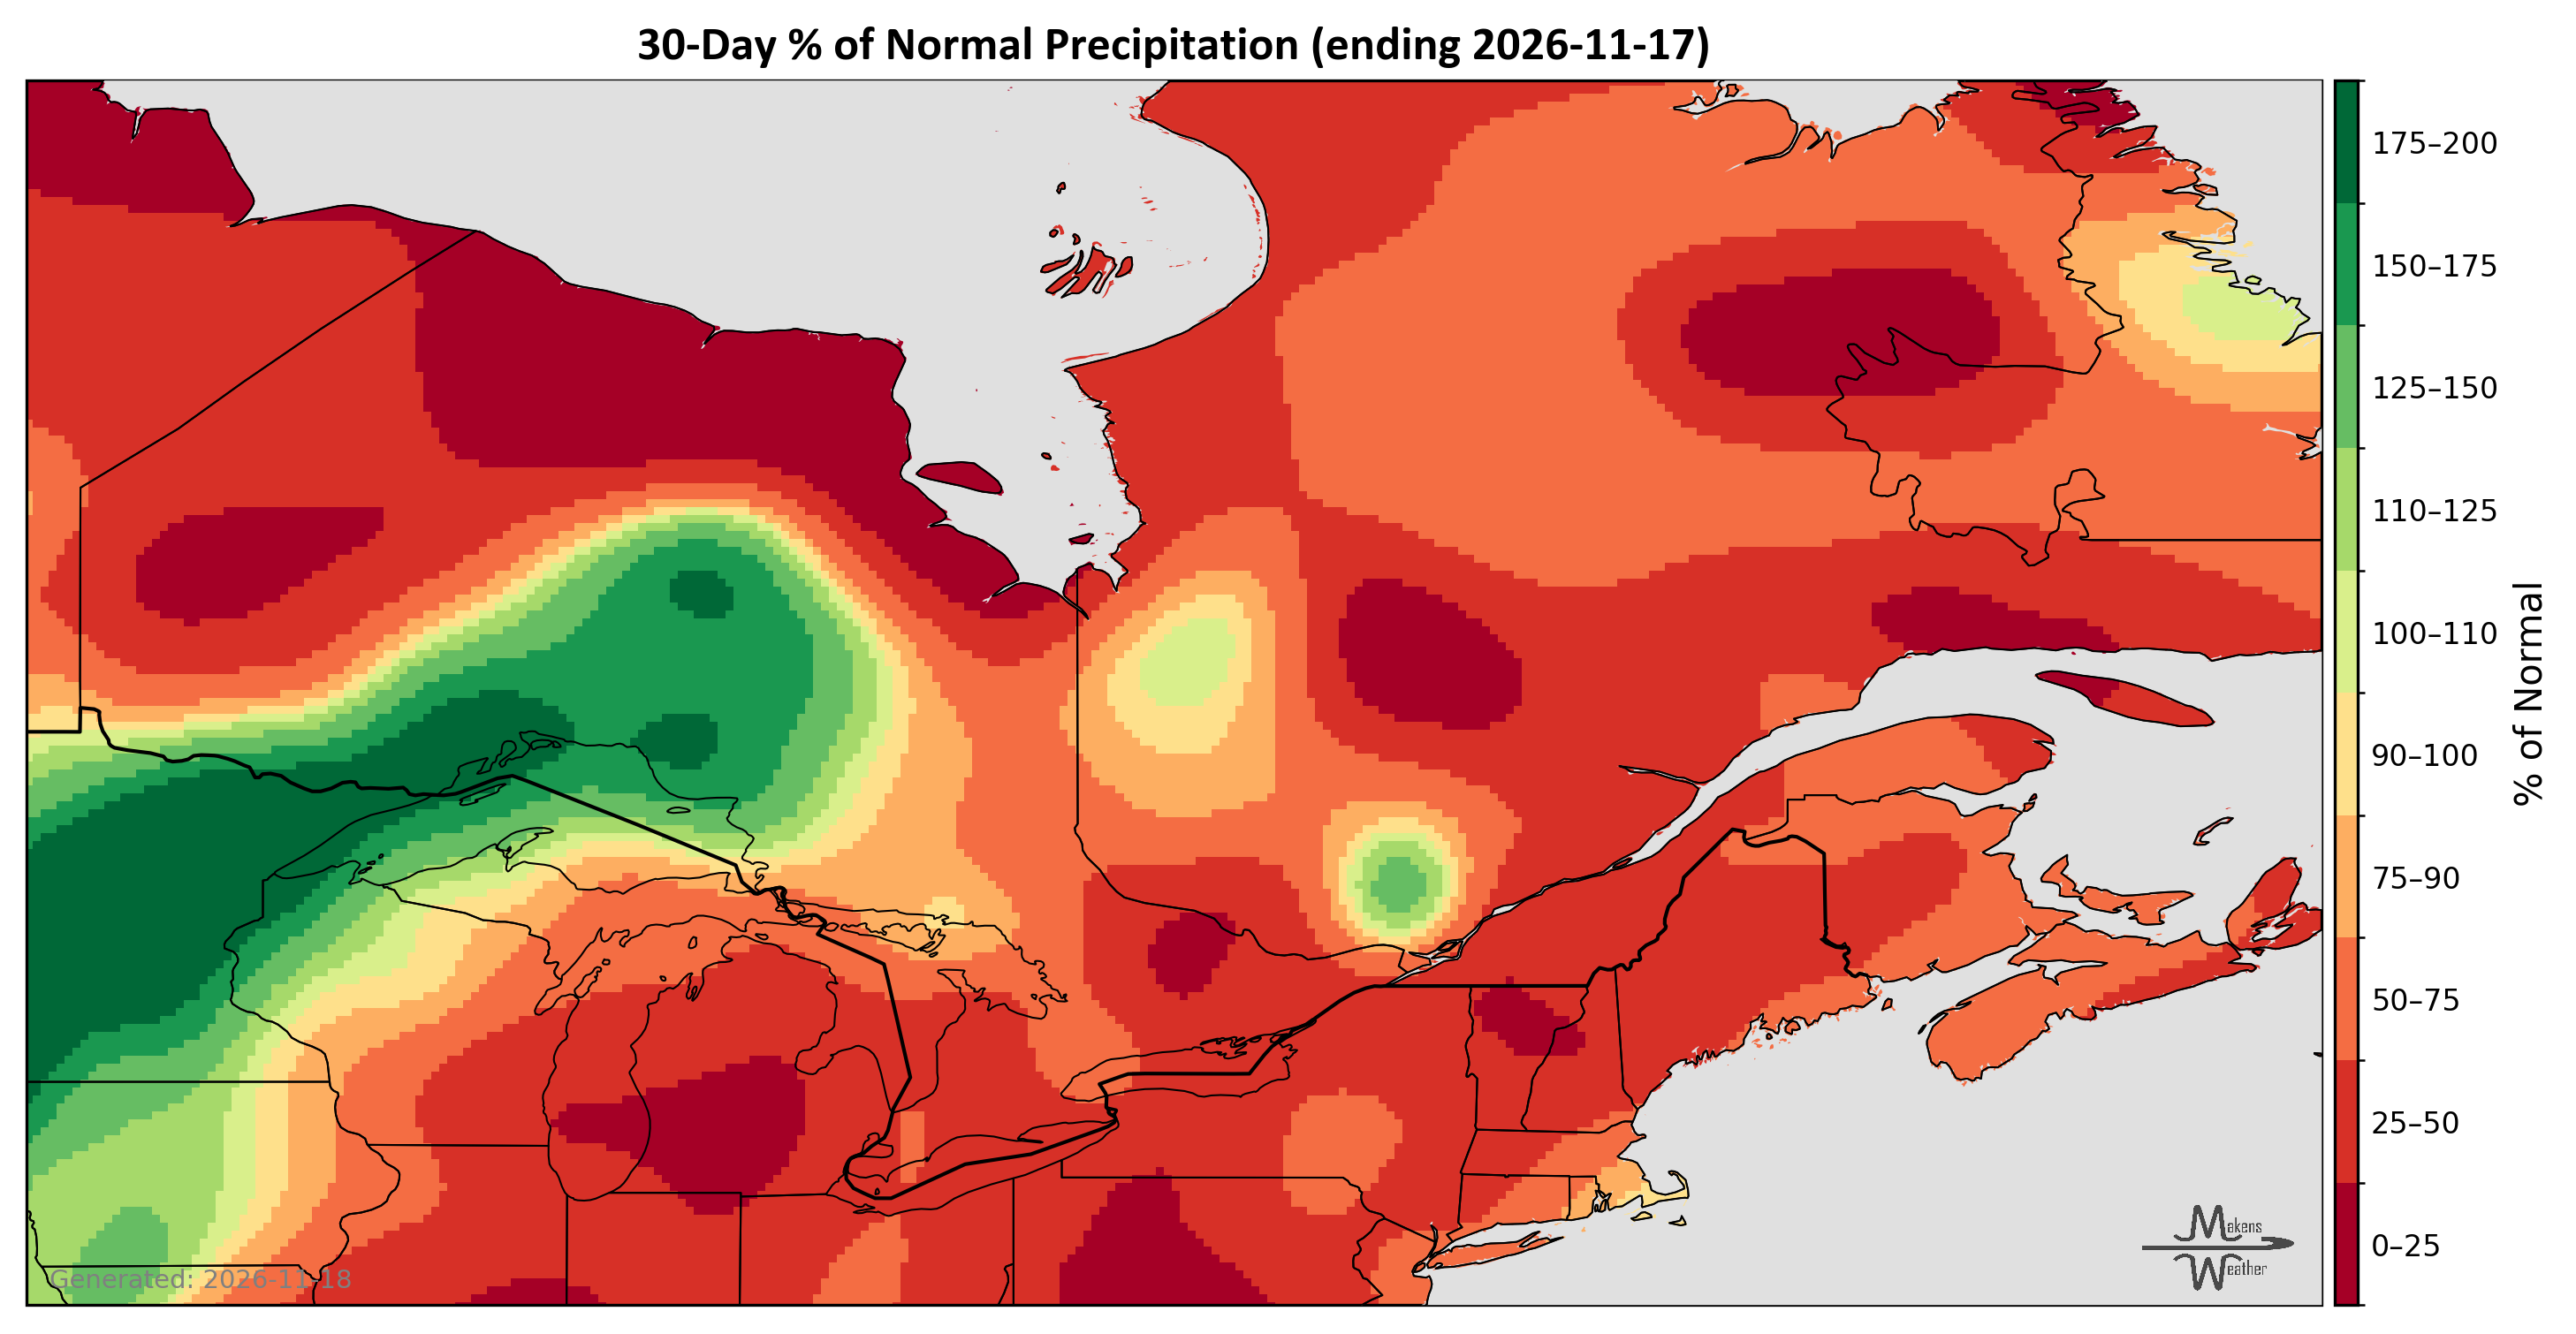 30-Day % of Normal Precipitation (ending 2026-11-17)
175–200
150–175
125–150
110–125
100–110
90–100
75–90
50–75
25–50
0–25
% of Normal
Makens
Weather
Generated: 2026-11-18